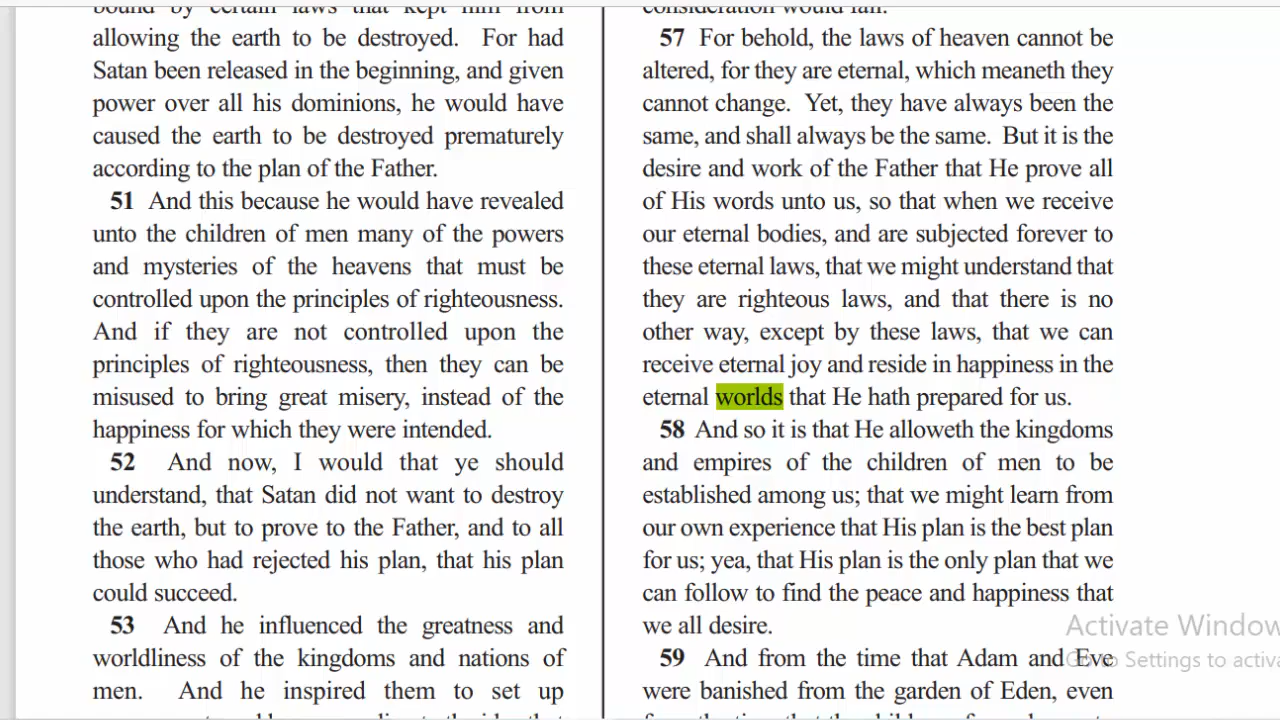 bound by certain laws that kept him from
allowing the earth to be destroyed. For had
Satan been released in the beginning, and given
power over all his dominions, he would have
caused the earth to be destroyed prematurely
according to the plan of the Father.
51 And this because he would have revealed
unto the children of men many of the powers
and mysteries of the heavens that must be
controlled upon the principles of righteousness.
And if they are not controlled upon the
principles of righteousness, then they can be
misused to bring great misery, instead of the
happiness for which they were intended.
52 And now, I would that ye should
understand, that Satan did not want to destroy
the earth, but to prove to the Father, and to all
those who had rejected his plan, that his plan
could succeed.
53 And he influenced the greatness and
worldliness of the kingdoms and nations of
men. And he inspired them to set up
consideration would fail.
57 For behold, the laws of heaven cannot be
altered, for they are eternal, which meaneth they
cannot change. Yet, they have always been the
same, and shall always be the same. But it is the
desire and work of the Father that He prove all
of His words unto us, so that when we receive
our eternal bodies, and are subjected forever to
these eternal laws, that we might understand that
they are righteous laws, and that there is no
other way, except by these laws, that we can
receive eternal joy and reside in happiness in the
eternal worlds that He hath prepared for us.
58 And so it is that He alloweth the kingdoms
and empires of the children of men to be
established among us; that we might learn from
our own experience that His plan is the best plan
for us; yea, that His plan is the only plan that we
can follow to find the peace and happiness that
we all desire.
59 And from the time that Adam and Eve
were banished from the garden of Eden, even
Activate Window
Go to Settings to activa